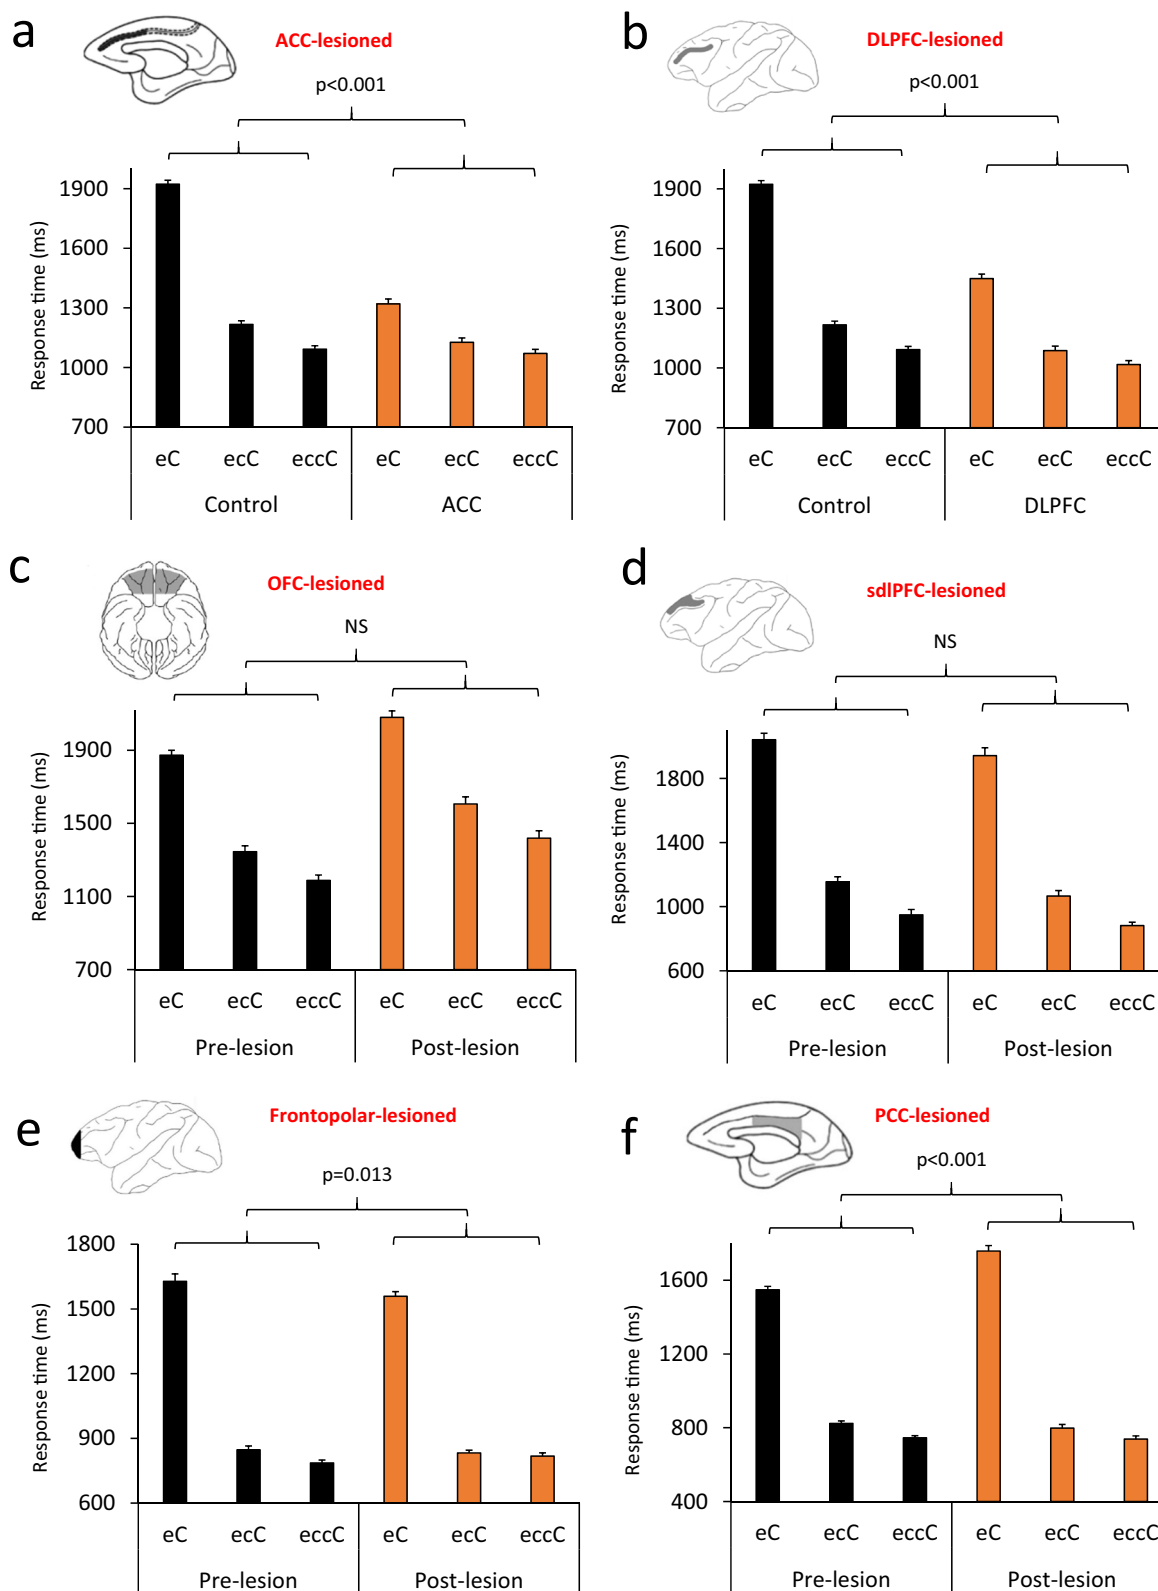 a
ACC-lesioned
p<0.001
Response time (ms)
1900
1600
1300
1000
700
eC ecC eccC eC ecC eccC
Control ACC
b
DLPFC-lesioned
p<0.001
Response time (ms)
1900
1600
1300
1000
700
eC ecC eccC eC ecC eccC
Control DLPFC
c
OFC-lesioned
NS
Response time (ms)
1900
1500
1100
700
eC ecC eccC eC ecC eccC
Pre-lesion Post-lesion
d
sdlPFC-lesioned
NS
Response time (ms)
1800
1400
1000
600
eC ecC eccC eC ecC eccC
Pre-lesion Post-lesion
e
Frontopolar-lesioned
p=0.013
Response time (ms)
1800
1500
1200
900
600
eC ecC eccC eC ecC eccC
Pre-lesion Post-lesion
f
PCC-lesioned
p<0.001
Response time (ms)
1600
1200
800
400
eC ecC eccC eC ecC eccC
Pre-lesion Post-lesion